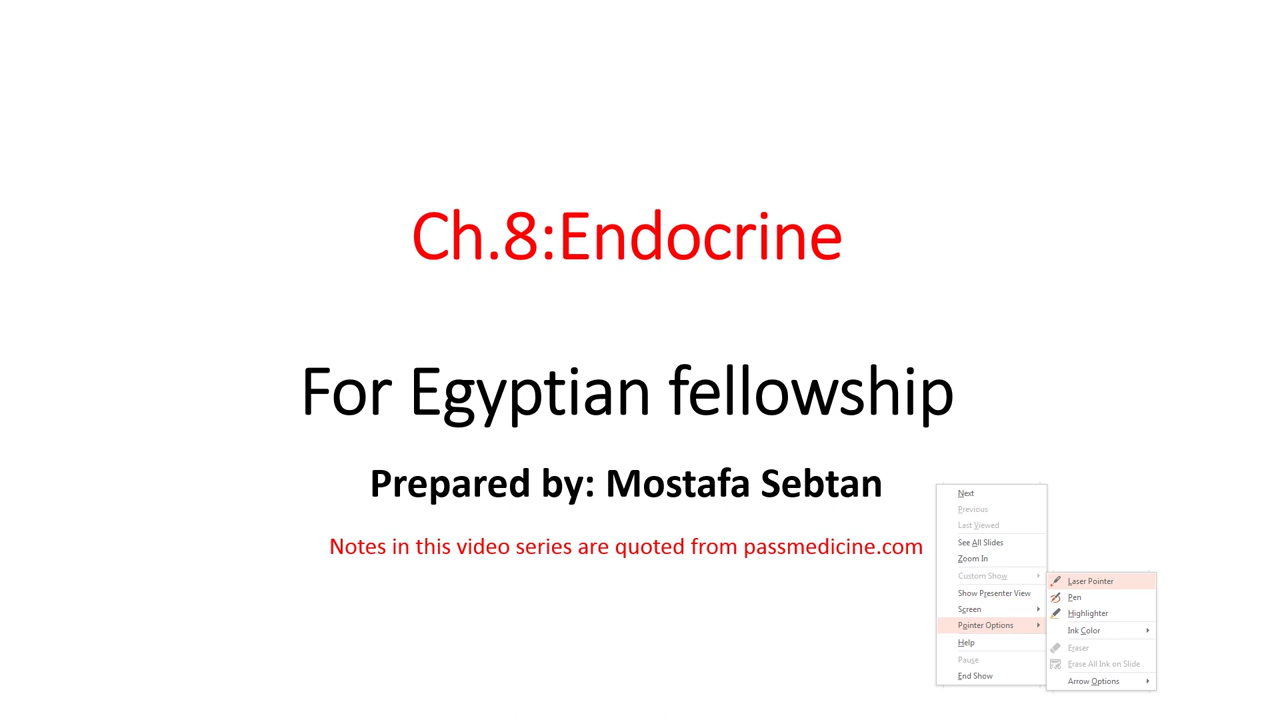 Ch.8:Endocrine
For Egyptian fellowship
Prepared by: Mostafa Sebtan
Notes in this video series are quoted from passmedicine.com
Next
Previous
Last Viewed
See All Slides
Zoom In
Custom Show
Show Presenter View
Screen
Pointer Options
Help
Pause
End Show
Laser Pointer
Pen
Highlighter
Ink Color
Eraser
Erase All Ink on Slide
Arrow Options